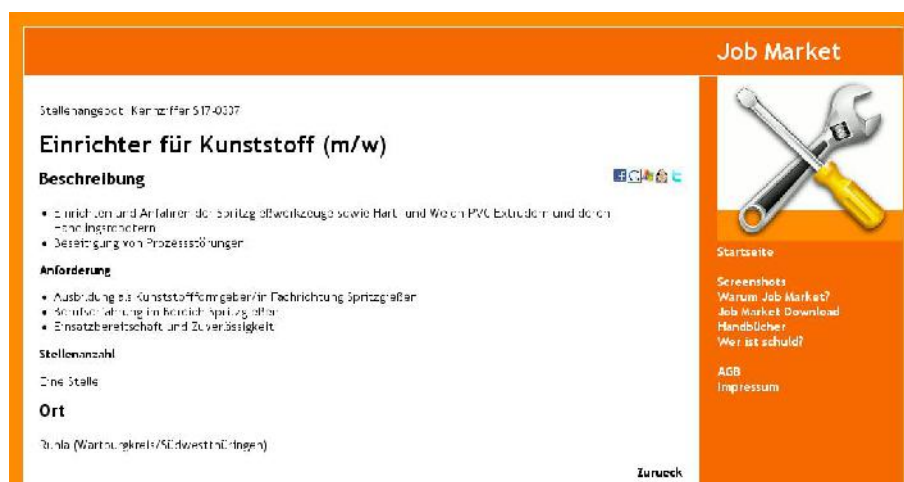 Job Market
Stellenangebot Kennziffer S17-0337
Einrichter für Kunststoff (m/w)
Beschreibung
• Einrichten und Anfahren der Spritzgießwerkzeuge sowie Hart- und Weich-PVC Extrudern und deren
Handlingsrobotern
• Beseitigung von Prozessstörungen
Anforderung
• Ausbildung als Kunststoffformgeber/in Fachrichtung Spritzgießen
• Berufserfahrung im Bereich Spritzgießen
• Einsatzbereitschaft und Zuverlässigkeit
Stellenanzahl
Eine Stelle
Ort
Ruhla (Wartburgkreis/Südwestthüringen)
Zurueck
Startseite
Screenshots
Warum Job Market?
Job Market Download
Handbücher
Wer ist schuld?
AGB
Impressum